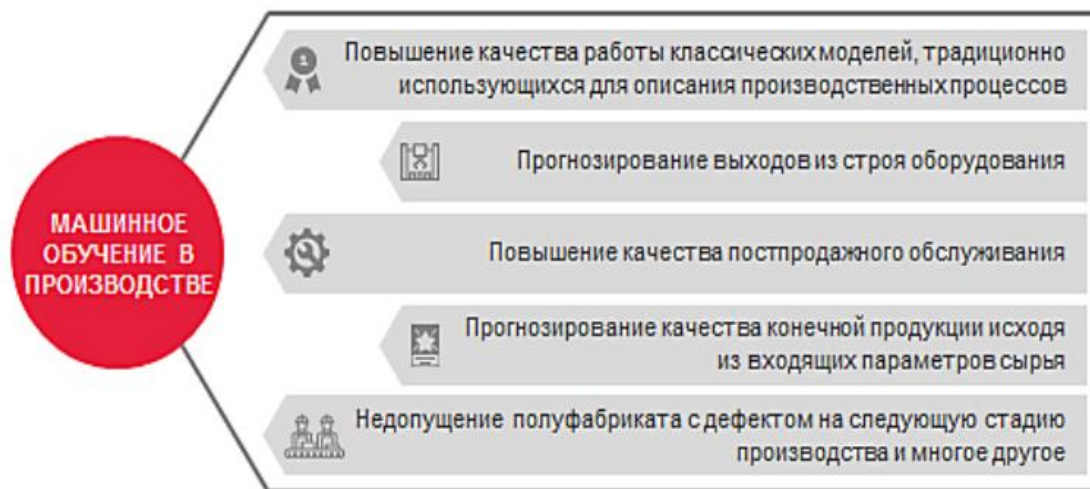 Повышение качества работы классических моделей, традиционно
использующихся для описания производственных процессов
Прогнозирование выходов из строя оборудования
МАШИННОЕ
ОБУЧЕНИЕ В
ПРОИЗВОДСТВЕ
Повышение качества постпродажного обслуживания
Прогнозирование качества конечной продукции исходя
из входящих параметров сырья
Недопущение полуфабриката с дефектом на следующую стадию
производства и многое другое